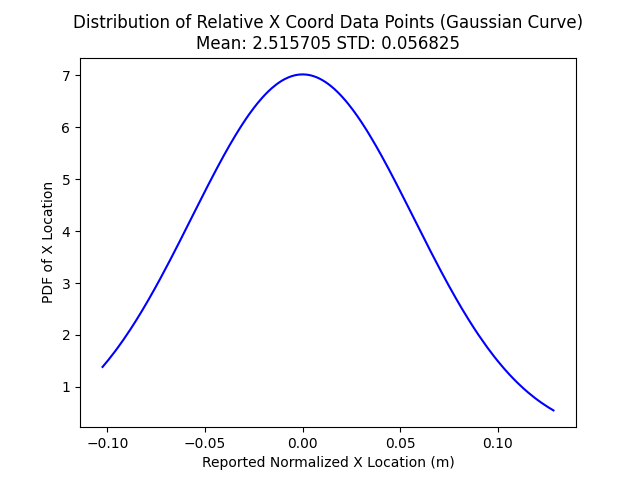 Distribution of Relative X Coord Data Points (Gaussian Curve)
Mean: 2.515705 STD: 0.056825
7
6
5
4
3
2
1
PDF of X Location
−0.10 −0.05 0.00 0.05 0.10
Reported Normalized X Location (m)